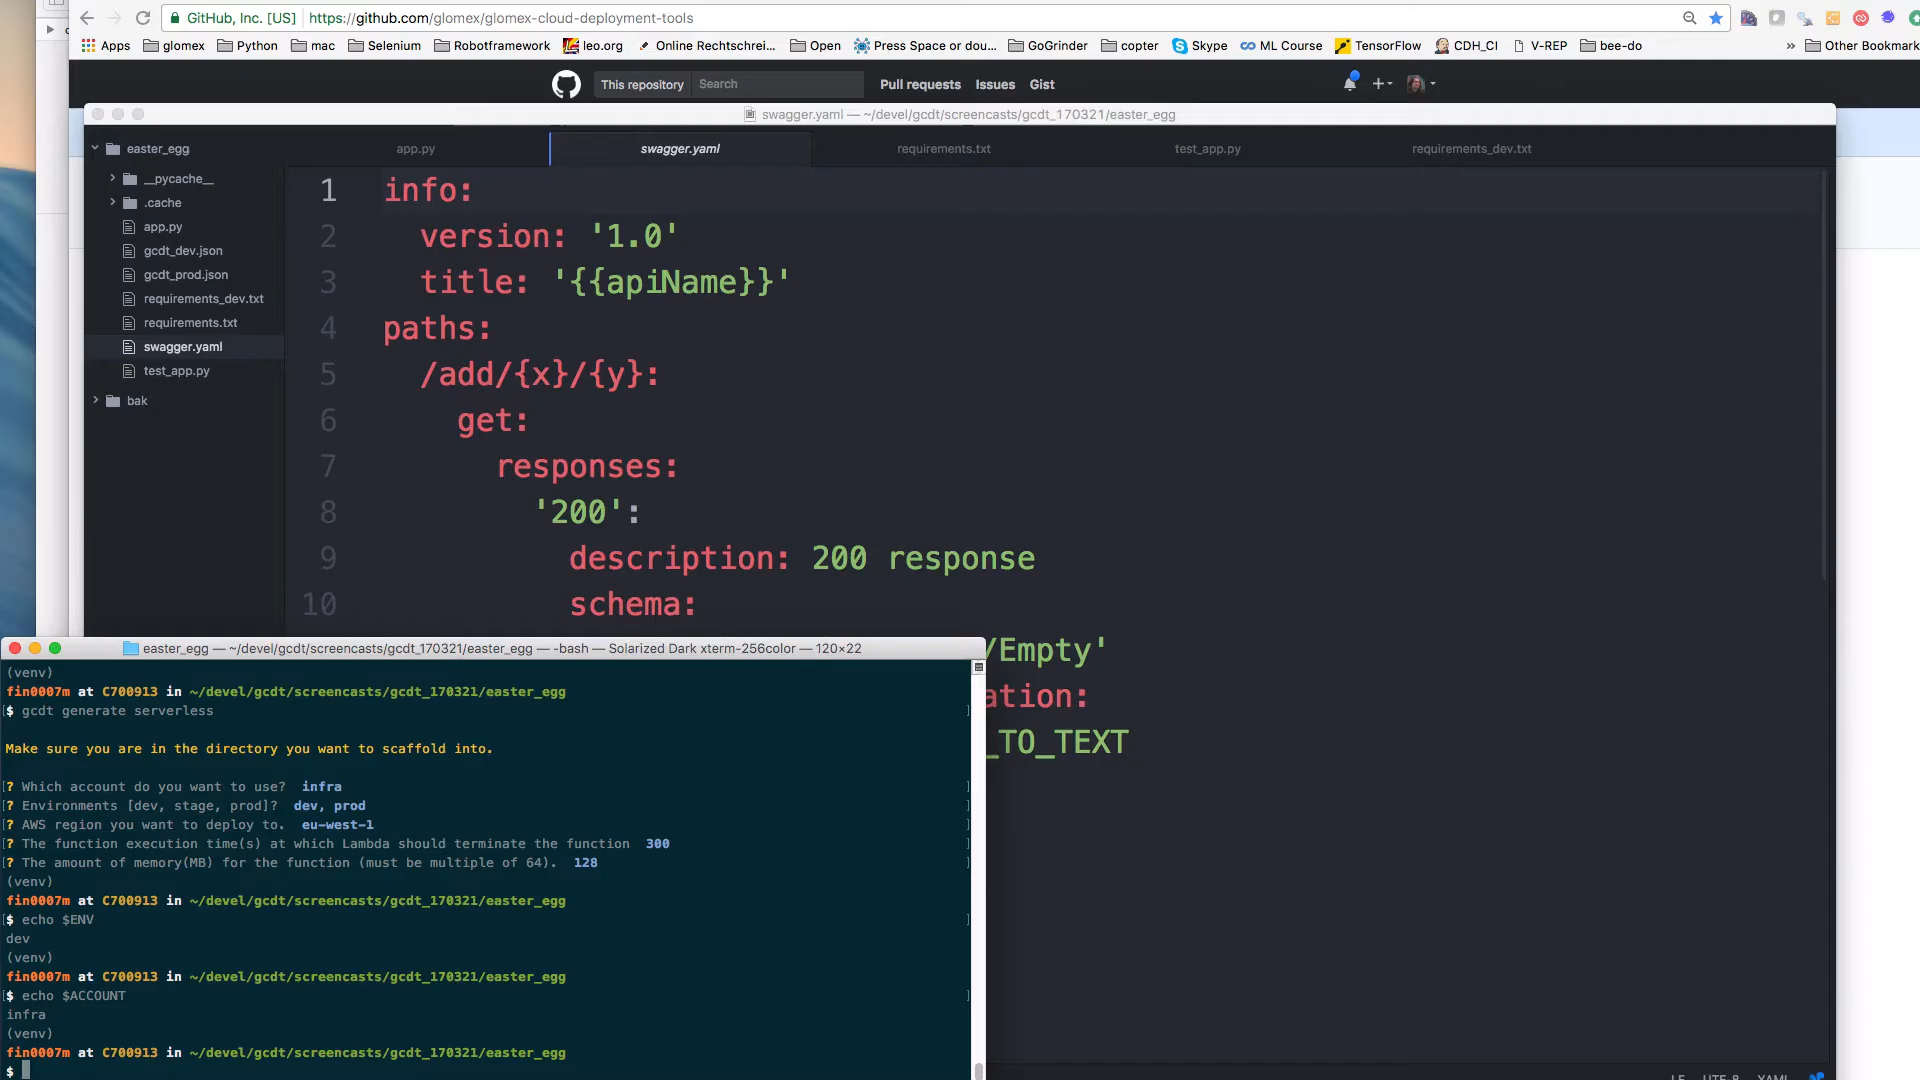 GitHub, Inc. [US] https://github.com/glomex/glomex-cloud-deployment-tools
Apps glomex Python mac Selenium Robotframework leo.org Online Rechtschrei... Open Press Space or dou... GoGrinder copter Skype ML Course TensorFlow CDH_CI V-REP bee-do » Other Bookmark
This repository Search Pull requests Issues Gist
swagger.yaml — ~/devel/gcdt/screencasts/gcdt_170321/easter_egg
easter_egg
__pycache__
.cache
app.py
gcdt_dev.json
gcdt_prod.json
requirements_dev.txt
requirements.txt
swagger.yaml
test_app.py
bak
app.py swagger.yaml requirements.txt test_app.py requirements_dev.txt
1 info:
2 version: '1.0'
3 title: '{{apiName}}'
4 paths:
5 /add/{x}/{y}:
6 get:
7 responses:
8 '200':
9 description: 200 response
10 schema:
/Empty'
ation:
_TO_TEXT
easter_egg — ~/devel/gcdt/screencasts/gcdt_170321/easter_egg — -bash — Solarized Dark xterm-256color — 120×22
(venv)
fin0007m at C700913 in ~/devel/gcdt/screencasts/gcdt_170321/easter_egg
[$ gcdt generate serverless ]
Make sure you are in the directory you want to scaffold into.
[? Which account do you want to use? infra ]
[? Environments [dev, stage, prod]? dev, prod ]
[? AWS region you want to deploy to. eu-west-1 ]
[? The function execution time(s) at which Lambda should terminate the function 300 ]
[? The amount of memory(MB) for the function (must be multiple of 64). 128 ]
(venv)
fin0007m at C700913 in ~/devel/gcdt/screencasts/gcdt_170321/easter_egg
[$ echo $ENV ]
dev
(venv)
fin0007m at C700913 in ~/devel/gcdt/screencasts/gcdt_170321/easter_egg
[$ echo $ACCOUNT ]
infra
(venv)
fin0007m at C700913 in ~/devel/gcdt/screencasts/gcdt_170321/easter_egg
$
LF UTF-8 YAML